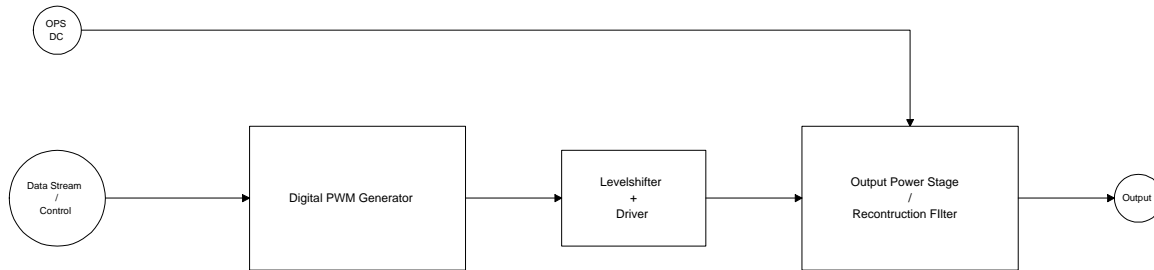 OPS
DC
Data Stream
/
Control
Digital PWM Generator
Levelshifter
+
Driver
Output Power Stage
/
Recontruction FIlter
Output